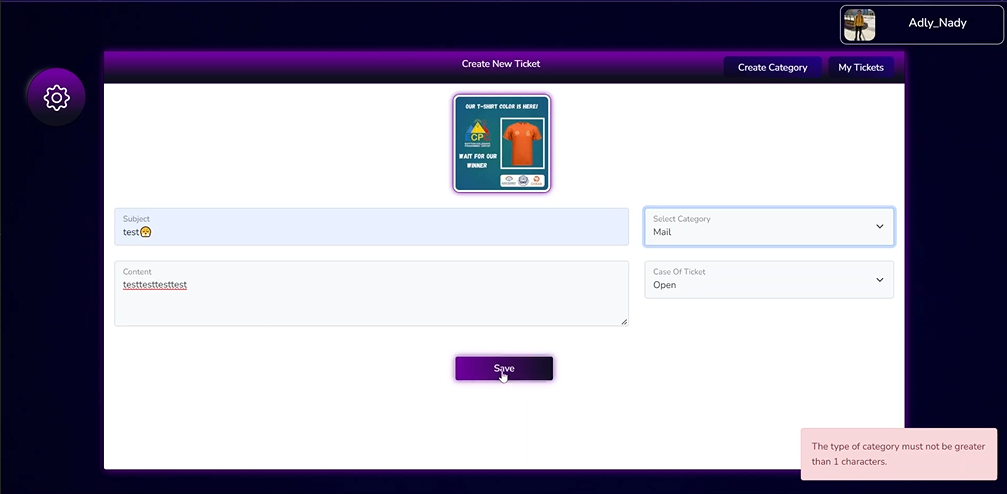 Adly_Nady
Create New Ticket
Create Category
My Tickets
OUR T-SHIRT COLOR IS HERE!
CP
WAIT FOR OUR
WINNER
Subject
test😤
Select Category
Mail
Content
testtesttesttest
Case Of Ticket
Open
Save
The type of category must not be greater
than 1 characters.